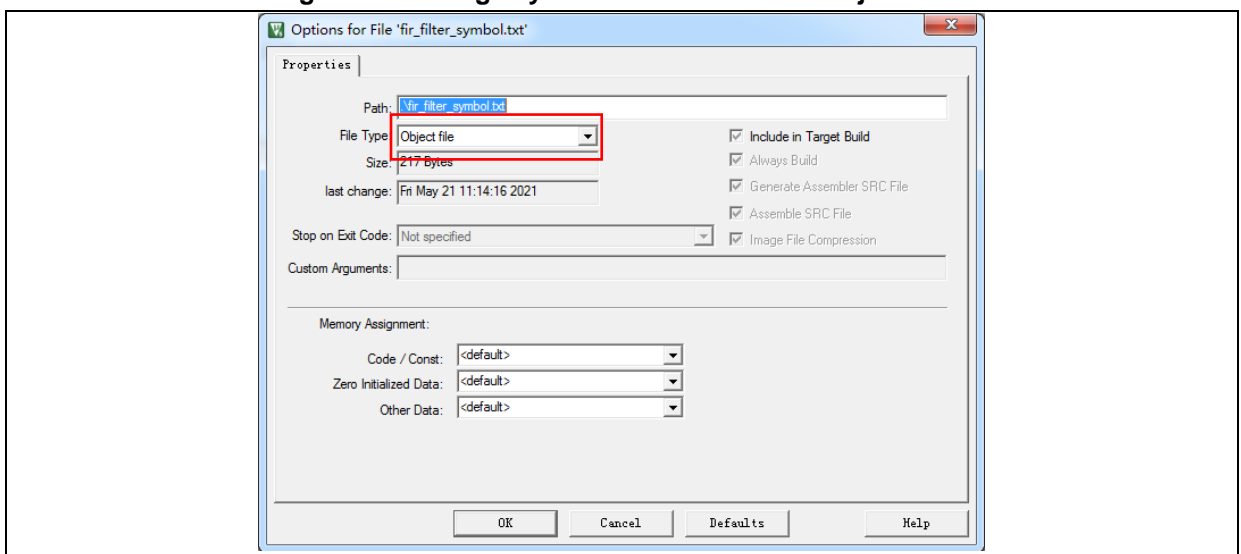 Options for File 'fir_filter_symbol.txt'
x
Properties
Path: .\fir_filter_symbol.txt
File Type: Object file
Include in Target Build
Size: 217 Bytes
Always Build
last change: Fri May 21 11:14:16 2021
Generate Assembler SRC File
Assemble SRC File
Stop on Exit Code: Not specified
Image File Compression
Custom Arguments:
Memory Assignment:
Code / Const: <default>
Zero Initialized Data: <default>
Other Data: <default>
OK Cancel Defaults Help